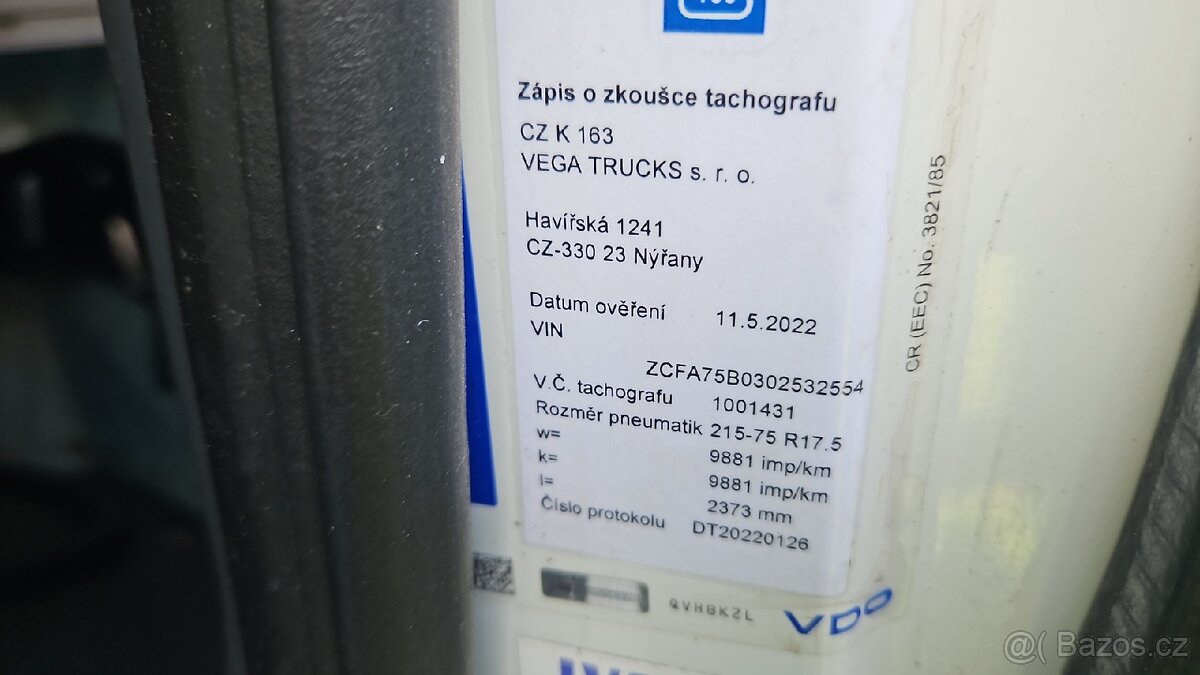 Zápis o zkoušce tachografu
CZ K 163
VEGA TRUCKS s. r. o.
Havířská 1241
CZ-330 23 Nýřany
Datum ověření 11.5.2022
VIN
ZCFA75B0302532554
V.Č. tachografu 1001431
Rozměr pneumatik 215-75 R17.5
w= 9881 imp/km
k= 9881 imp/km
l= 2373 mm
Číslo protokolu DT20220126
QVHBK2L
VDO
CR (EEC) No. 3821/85
@( Bazos.cz